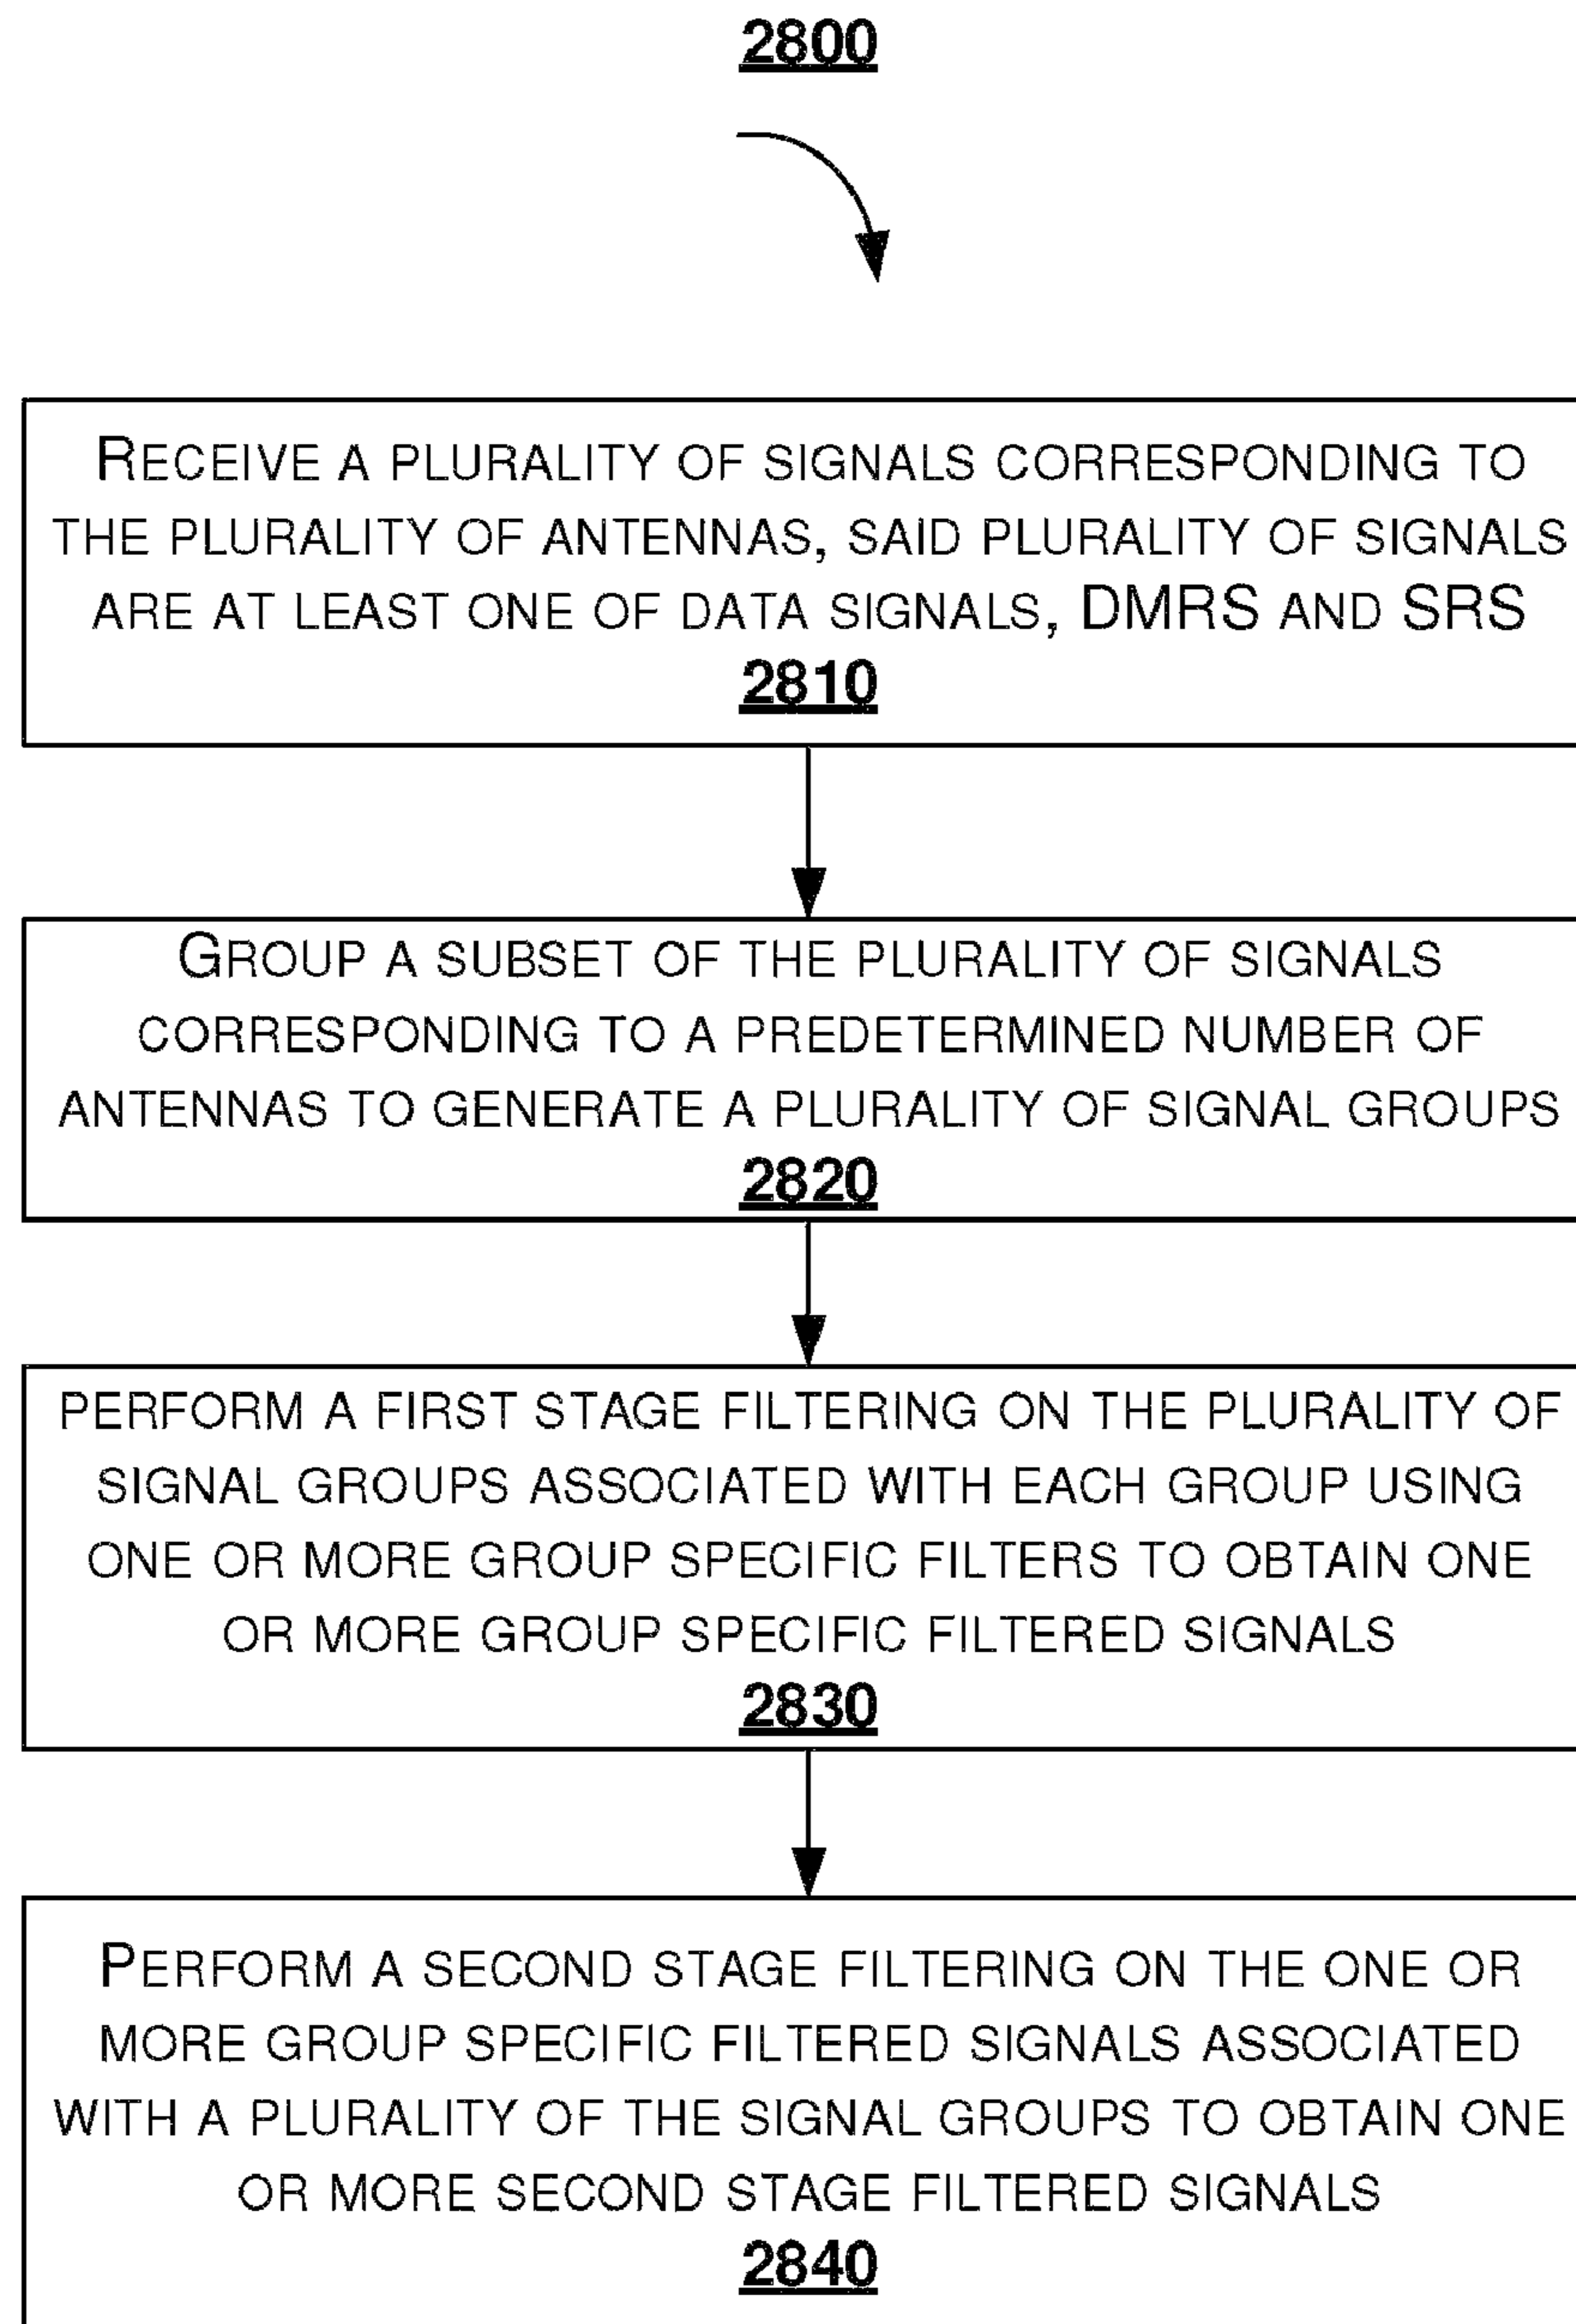 2800
RECEIVE A PLURALITY OF SIGNALS CORRESPONDING TO
THE PLURALITY OF ANTENNAS, SAID PLURALITY OF SIGNALS
ARE AT LEAST ONE OF DATA SIGNALS, DMRS AND SRS
2810
GROUP A SUBSET OF THE PLURALITY OF SIGNALS
CORRESPONDING TO A PREDETERMINED NUMBER OF
ANTENNAS TO GENERATE A PLURALITY OF SIGNAL GROUPS
2820
PERFORM A FIRST STAGE FILTERING ON THE PLURALITY OF
SIGNAL GROUPS ASSOCIATED WITH EACH GROUP USING
ONE OR MORE GROUP SPECIFIC FILTERS TO OBTAIN ONE
OR MORE GROUP SPECIFIC FILTERED SIGNALS
2830
PERFORM A SECOND STAGE FILTERING ON THE ONE OR
MORE GROUP SPECIFIC FILTERED SIGNALS ASSOCIATED
WITH A PLURALITY OF THE SIGNAL GROUPS TO OBTAIN ONE
OR MORE SECOND STAGE FILTERED SIGNALS
2840